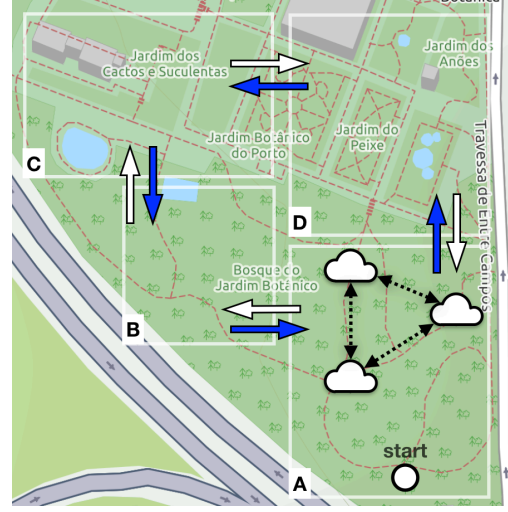 Botânica
Jardim dos
Cactos e Suculentas
Jardim dos
Anões
Jardim Botânico
do Porto
Jardim do
Peixe
Travessa de Entre Campos
C
D
Bosque do
Jardim Botânico
B
start
A